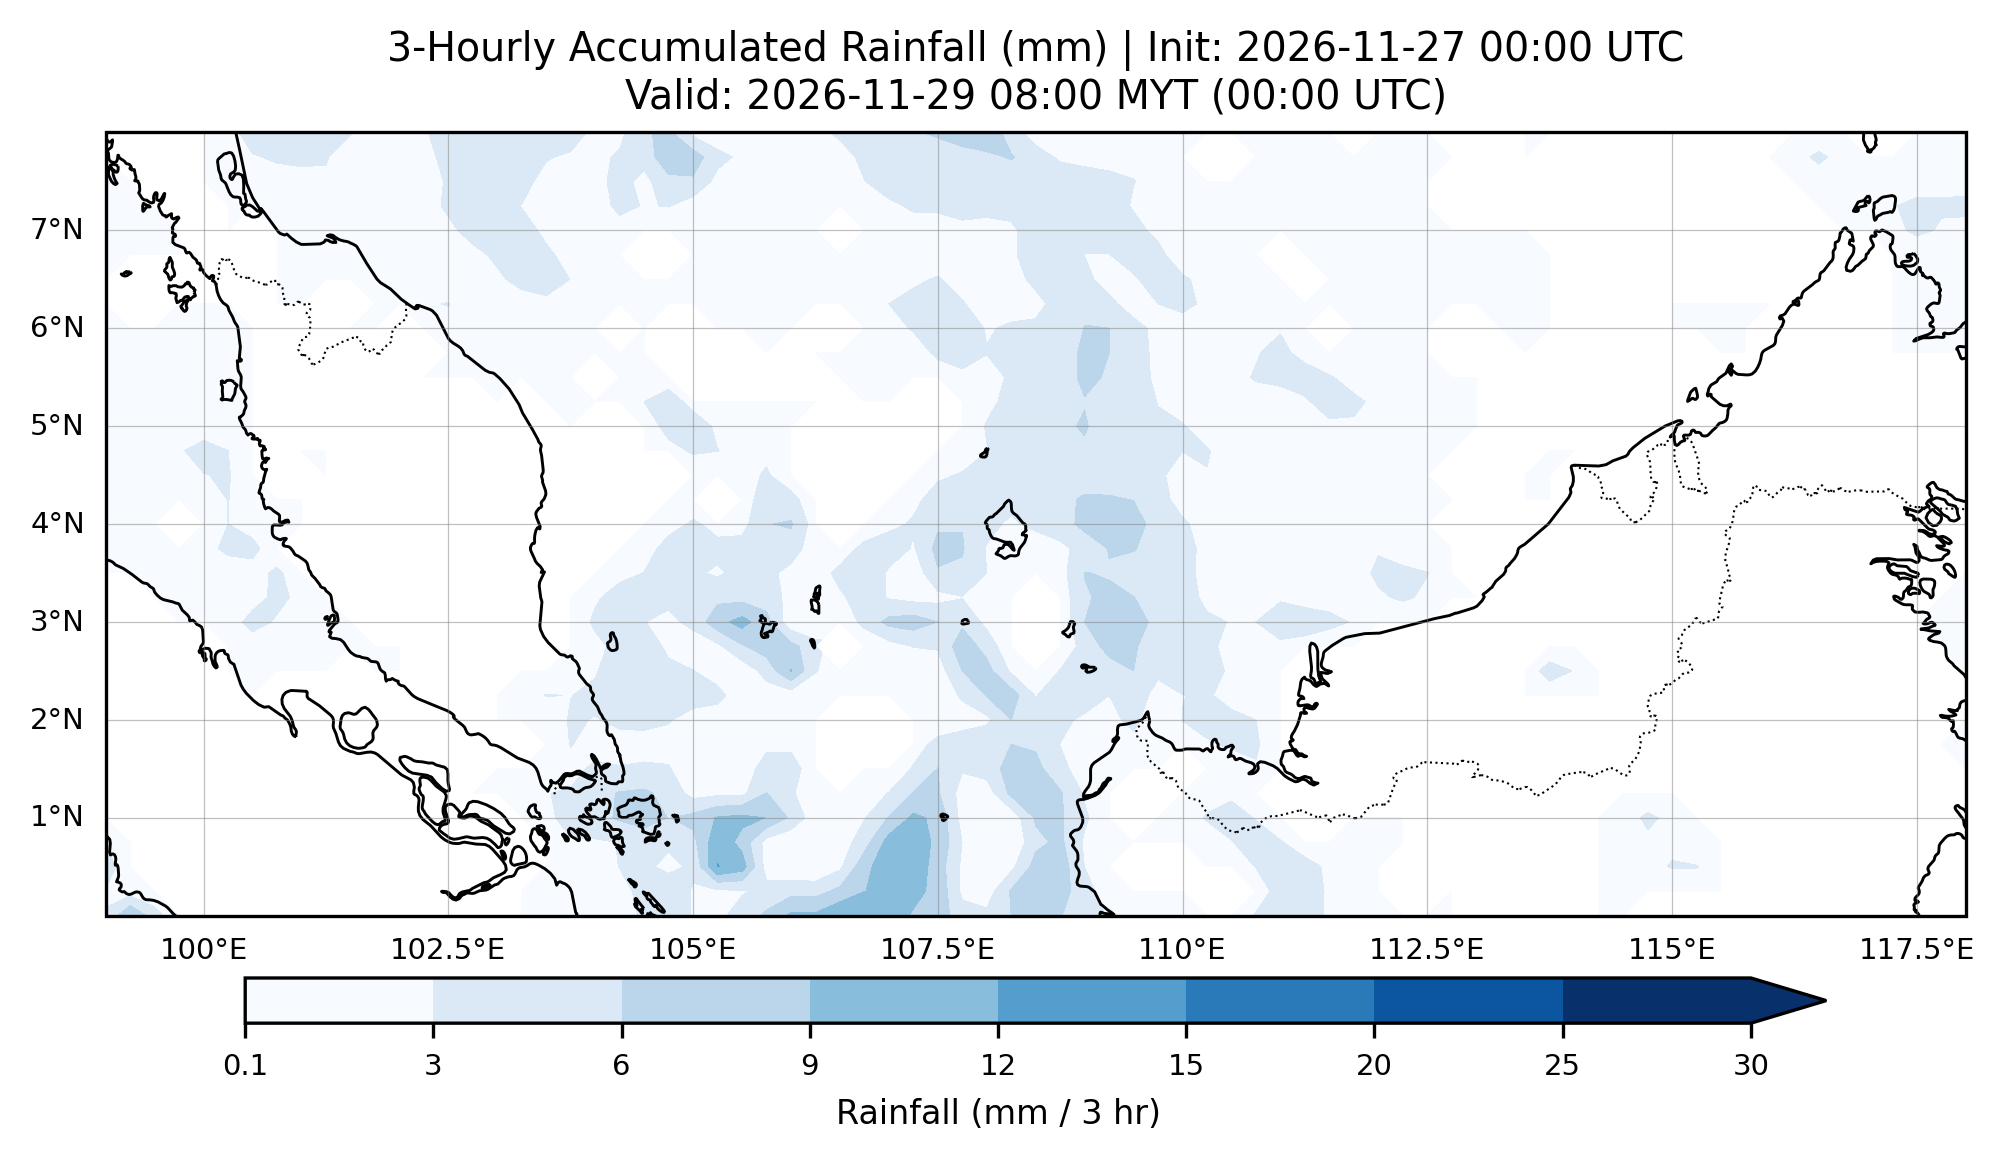 3-Hourly Accumulated Rainfall (mm) | Init: 2026-11-27 00:00 UTC
Valid: 2026-11-29 08:00 MYT (00:00 UTC)
7°N
6°N
5°N
4°N
3°N
2°N
1°N
100°E 102.5°E 105°E 107.5°E 110°E 112.5°E 115°E 117.5°E
0.1 3 6 9 12 15 20 25 30
Rainfall (mm / 3 hr)